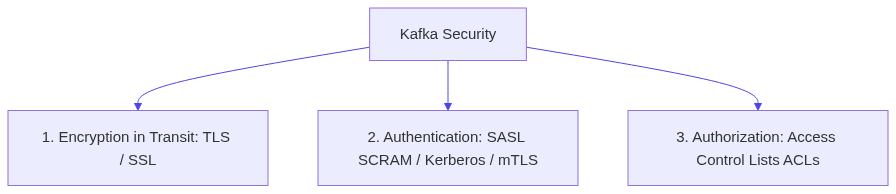 Kafka Security
1. Encryption in Transit: TLS
/ SSL
2. Authentication: SASL
SCRAM / Kerberos / mTLS
3. Authorization: Access
Control Lists ACLs